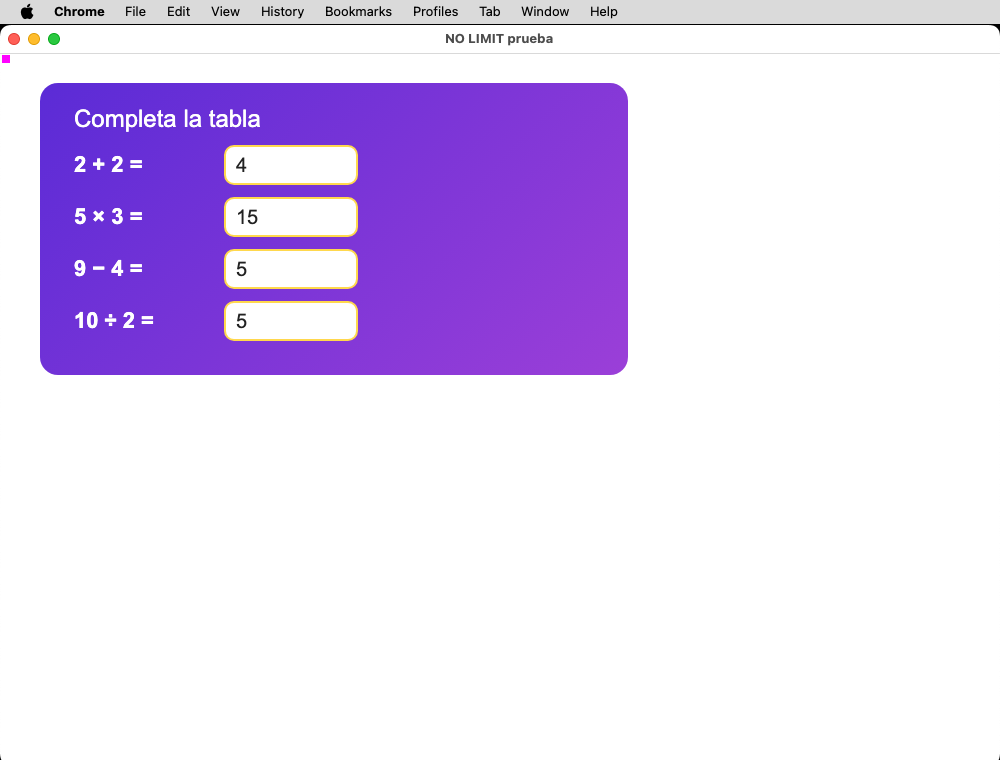 Chrome File Edit View History Bookmarks Profiles Tab Window Help
NO LIMIT prueba
Completa la tabla
2 + 2 = 4
5 × 3 = 15
9 − 4 = 5
10 ÷ 2 = 5